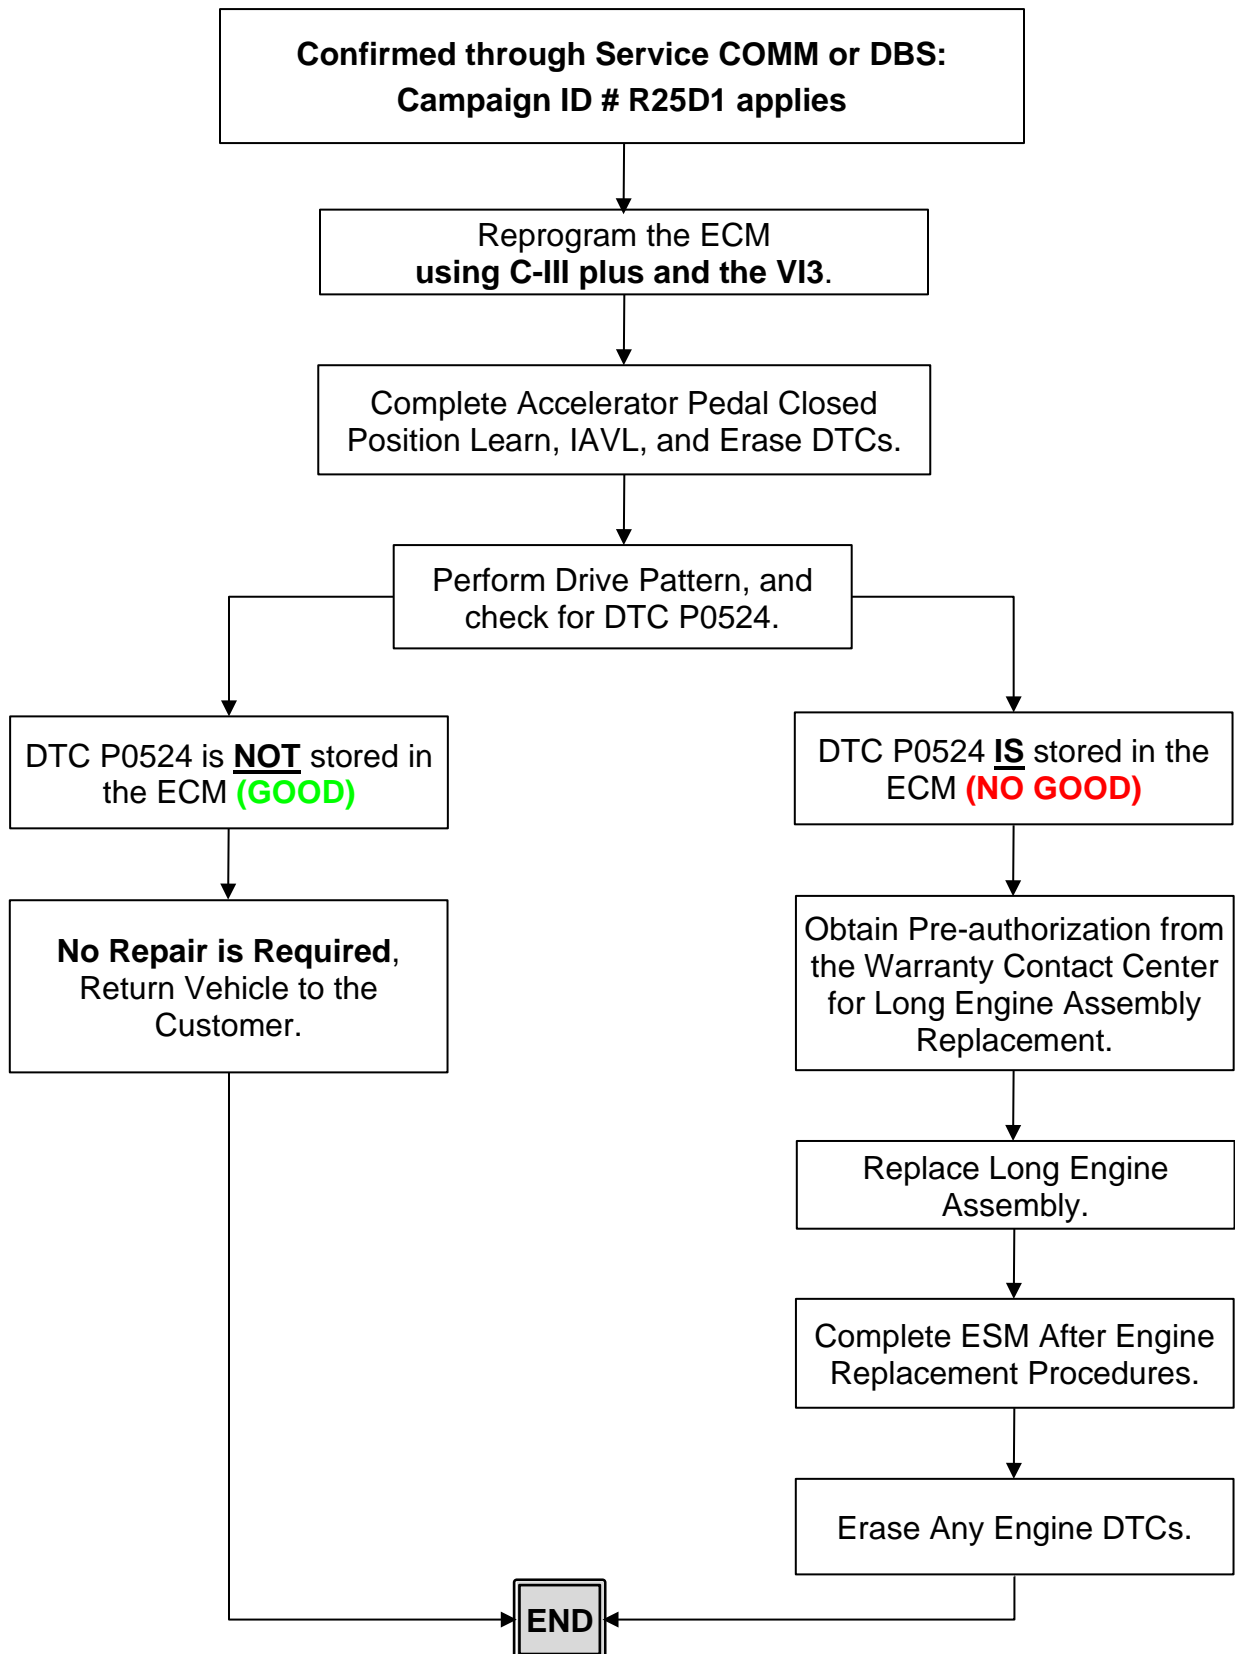 Confirmed through Service COMM or DBS:
Campaign ID # R25D1 applies
Reprogram the ECM
using C-III plus and the VI3.
Complete Accelerator Pedal Closed
Position Learn, IAVL, and Erase DTCs.
Perform Drive Pattern, and
check for DTC P0524.
DTC P0524 is NOT stored in
the ECM (GOOD)
No Repair is Required,
Return Vehicle to the
Customer.
DTC P0524 IS stored in the
ECM (NO GOOD)
Obtain Pre-authorization from
the Warranty Contact Center
for Long Engine Assembly
Replacement.
Replace Long Engine
Assembly.
Complete ESM After Engine
Replacement Procedures.
Erase Any Engine DTCs.
END